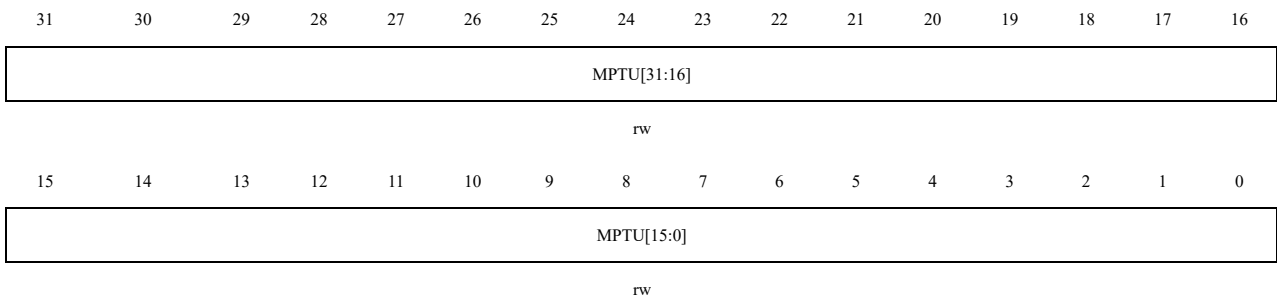 31 30 29 28 27 26 25 24 23 22 21 20 19 18 17 16
MPTU[31:16]
rw
15 14 13 12 11 10 9 8 7 6 5 4 3 2 1 0
MPTU[15:0]
rw